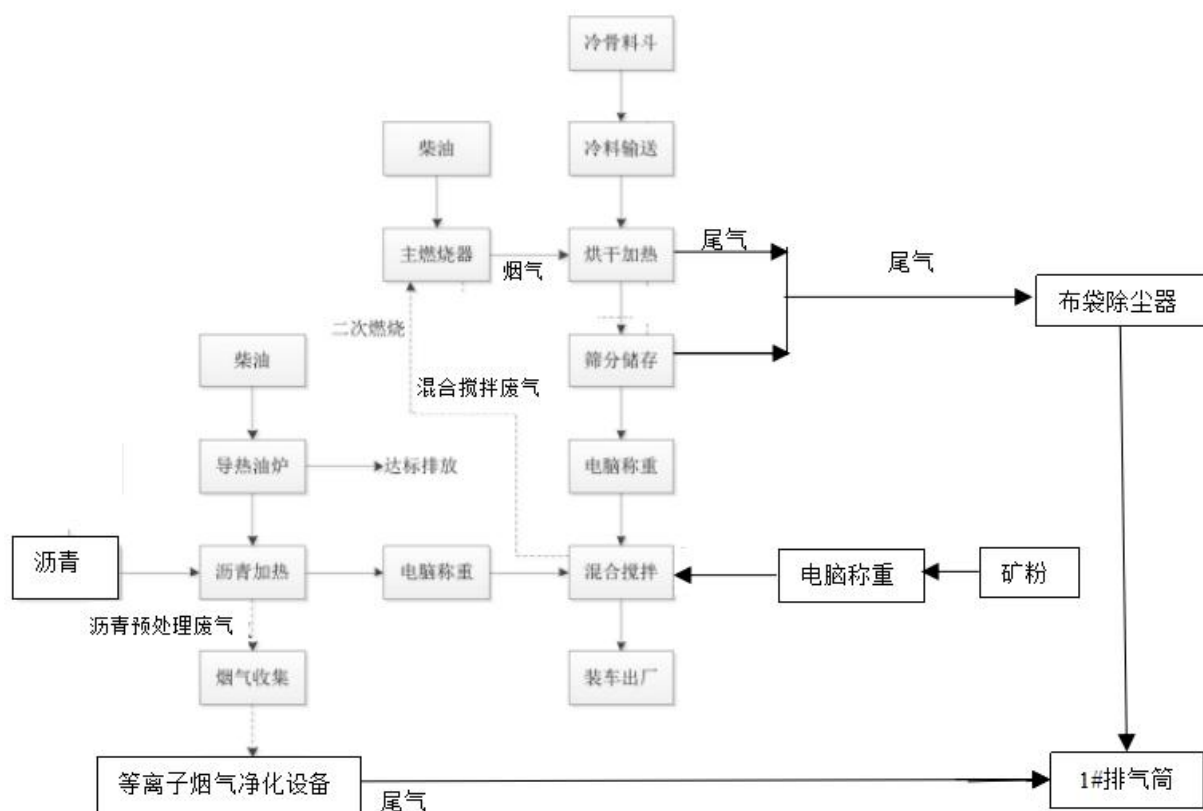 冷骨料斗
柴油
冷料输送
主燃烧器
烟气
烘干加热
尾气
尾气
布袋除尘器
二次燃烧
柴油
筛分储存
混合搅拌废气
导热油炉
达标排放
电脑称重
沥青
沥青加热
电脑称重
混合搅拌
电脑称重
矿粉
沥青预处理废气
烟气收集
装车出厂
等离子烟气净化设备
尾气
1#排气筒